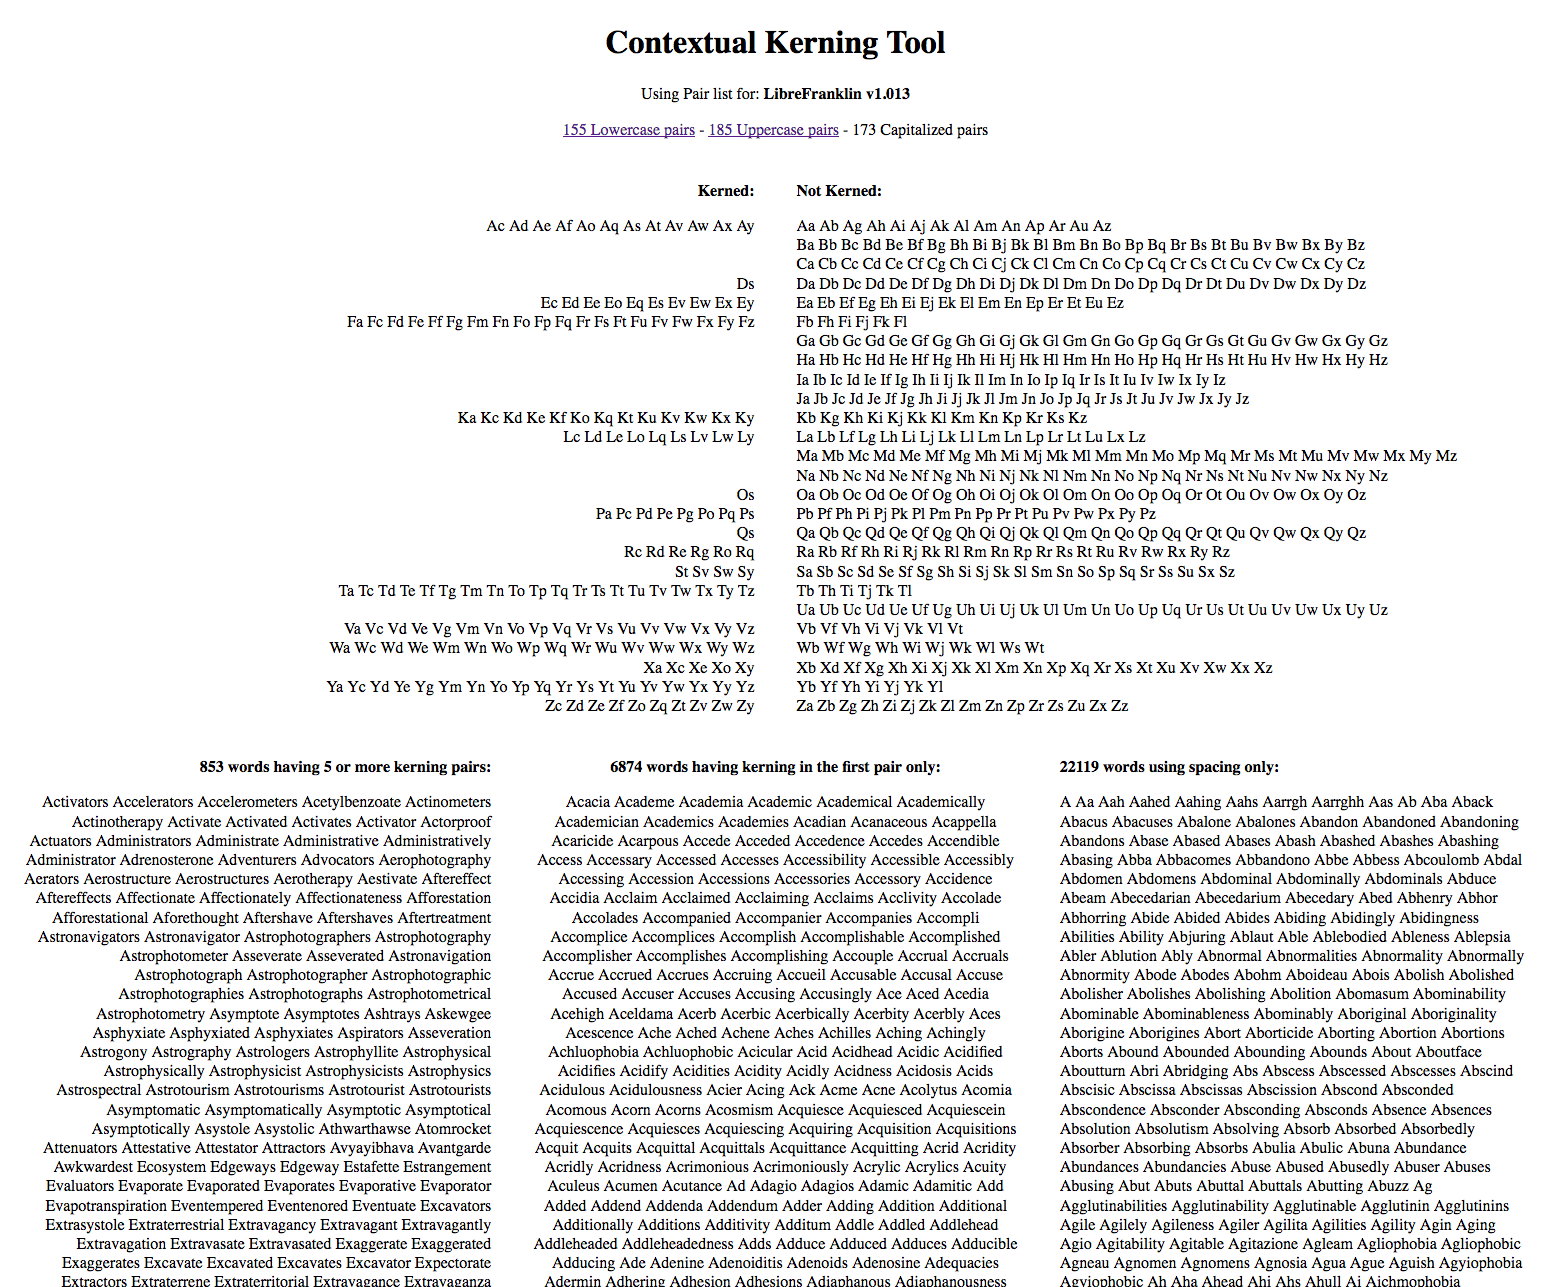 Contextual Kerning Tool
Using Pair list for: LibreFranklin v1.013
155 Lowercase pairs - 185 Uppercase pairs - 173 Capitalized pairs
Kerned:
Ac Ad Ae Af Ao Aq As At Av Aw Ax Ay
Ds
Ec Ed Ee Eo Eq Es Ev Ew Ex Ey
Fa Fc Fd Fe Ff Fg Fm Fn Fo Fp Fq Fr Fs Ft Fu Fv Fw Fx Fy Fz
Ka Kc Kd Ke Kf Ko Kq Kt Ku Kv Kw Kx Ky
Lc Ld Le Lo Lq Ls Lv Lw Ly
Os
Pa Pc Pd Pe Pg Po Pq Ps
Qs
Rc Rd Re Rg Ro Rq
St Sv Sw Sy
Ta Tc Td Te Tf Tg Tm Tn To Tp Tq Tr Ts Tt Tu Tv Tw Tx Ty Tz
Va Vc Vd Ve Vg Vm Vn Vo Vp Vq Vr Vs Vu Vv Vw Vx Vy Vz
Wa Wc Wd We Wm Wn Wo Wp Wq Wr Wu Wv Ww Wx Wy Wz
Xa Xc Xe Xo Xy
Ya Yc Yd Ye Yg Ym Yn Yo Yp Yq Yr Ys Yt Yu Yv Yw Yx Yy Yz
Zc Zd Ze Zf Zo Zq Zt Zv Zw Zy
Not Kerned:
Aa Ab Ag Ah Ai Aj Ak Al Am An Ap Ar Au Az
Ba Bb Bc Bd Be Bf Bg Bh Bi Bj Bk Bl Bm Bn Bo Bp Bq Br Bs Bt Bu Bv Bw Bx By Bz
Ca Cb Cc Cd Ce Cf Cg Ch Ci Cj Ck Cl Cm Cn Co Cp Cq Cr Cs Ct Cu Cv Cw Cx Cy Cz
Da Db Dc Dd De Df Dg Dh Di Dj Dk Dl Dm Dn Do Dp Dq Dr Dt Du Dv Dw Dx Dy Dz
Ea Eb Ef Eg Eh Ei Ej Ek El Em En Ep Er Et Eu Ez
Fb Fh Fi Fj Fk Fl
Ga Gb Gc Gd Ge Gf Gg Gh Gi Gj Gk Gl Gm Gn Go Gp Gq Gr Gs Gt Gu Gv Gw Gx Gy Gz
Ha Hb Hc Hd He Hf Hg Hh Hi Hj Hk Hl Hm Hn Ho Hp Hq Hr Hs Ht Hu Hv Hw Hx Hy Hz
Ia Ib Ic Id Ie If Ig Ih Ii Ij Ik Il Im In Io Ip Iq Ir Is It Iu Iv Iw Ix Iy Iz
Ja Jb Jc Jd Je Jf Jg Jh Ji Jj Jk Jl Jm Jn Jo Jp Jq Jr Js Jt Ju Jv Jw Jx Jy Jz
Kb Kg Kh Ki Kj Kk Kl Km Kn Kp Kr Ks Kz
La Lb Lf Lg Lh Li Lj Lk Ll Lm Ln Lp Lr Lt Lu Lx Lz
Ma Mb Mc Md Me Mf Mg Mh Mi Mj Mk Ml Mm Mn Mo Mp Mq Mr Ms Mt Mu Mv Mw Mx My Mz
Na Nb Nc Nd Ne Nf Ng Nh Ni Nj Nk Nl Nm Nn No Np Nq Nr Ns Nt Nu Nv Nw Nx Ny Nz
Oa Ob Oc Od Oe Of Og Oh Oi Oj Ok Ol Om On Oo Op Oq Or Ot Ou Ov Ow Ox Oy Oz
Pb Pf Ph Pi Pj Pk Pl Pm Pn Pp Pr Pt Pu Pv Pw Px Py Pz
Qa Qb Qc Qd Qe Qf Qg Qh Qi Qj Qk Ql Qm Qn Qo Qp Qq Qr Qt Qu Qv Qw Qx Qy Qz
Ra Rb Rf Rh Ri Rj Rk Rl Rm Rn Rp Rr Rs Rt Ru Rv Rw Rx Ry Rz
Sa Sb Sc Sd Se Sf Sg Sh Si Sj Sk Sl Sm Sn So Sp Sq Sr Ss Su Sx Sz
Tb Th Ti Tj Tk Tl
Ua Ub Uc Ud Ue Uf Ug Uh Ui Uj Uk Ul Um Un Uo Up Uq Ur Us Ut Uu Uv Uw Ux Uy Uz
Vb Vf Vh Vi Vj Vk Vl Vt
Wb Wf Wg Wh Wi Wj Wk Wl Ws Wt
Xb Xd Xf Xg Xh Xi Xj Xk Xl Xm Xn Xp Xq Xr Xs Xt Xu Xv Xw Xx Xz
Yb Yf Yh Yi Yj Yk Yl
Za Zb Zg Zh Zi Zj Zk Zl Zm Zn Zp Zr Zs Zu Zx Zz
853 words having 5 or more kerning pairs:
Activators Accelerators Accelerometers Acetylbenzoate Actinometers
Actinotherapy Activate Activated Activates Activator Actorproof
Actuators Administrators Administrate Administrative Administratively
Administrator Adrenosterone Adventurers Advocators Aerophotography
Aerators Aerostructure Aerostructures Aerotherapy Aestivate Aftereffect
Aftereffects Affectionate Affectionately Affectionateness Afforestation
Afforestational Aforethought Aftershave Aftershaves Aftertreatment
Astronavigators Astronavigator Astrophotographers Astrophotography
Astrophotometer Asseverate Asseverated Astronavigation
Astrophotograph Astrophotographer Astrophotographic
Astrophotographies Astrophotographs Astrophotometrical
Astrophotometry Asymptote Asymptotes Ashtrays Askewgee
Asphyxiate Asphyxiated Asphyxiates Aspirators Asseveration
Astrogony Astrography Astrologers Astrophyllite Astrophysical
Astrophysically Astrophysicist Astrophysicists Astrophysics
Astrospectral Astrotourism Astrotourisms Astrotourist Astrotourists
Asymptomatic Asymptomatically Asymptotic Asymptotical
Asymptotically Asystole Asystolic Athwarthawse Atomrocket
Attenuators Attestative Attestator Attractors Avyayibhava Avantgarde
Awkwardest Ecosystem Edgeways Edgeway Estafette Estrangement
Evaluators Evaporate Evaporated Evaporates Evaporative Evaporator
Evapotranspiration Eventempered Eventenored Eventuate Excavators
Extrasystole Extraterrestrial Extravagancy Extravagant Extravagantly
Extravagation Extravasate Extravasated Exaggerate Exaggerated
Exaggerates Excavate Excavated Excavates Excavator Expectorate
Extractors Extraterrene Extraterritorial Extravagance Extravaganza
6874 words having kerning in the first pair only:
Acacia Academe Academia Academic Academical Academically
Academician Academics Academies Acadian Acanaceous Acappella
Acaricide Acarpous Accede Acceded Accedence Accedes Accendible
Access Accessary Accessed Accesses Accessibility Accessible Accessibly
Accessing Accession Accessions Accessories Accessory Accidence
Accidia Acclaim Acclaimed Acclaiming Acclaims Acclivity Accolade
Accolades Accompanied Accompanier Accompanies Accompli
Accomplice Accomplices Accomplish Accomplishable Accomplished
Accomplisher Accomplishes Accomplishing Accouple Accrual Accruals
Accrue Accrued Accrues Accruing Accueil Accusable Accusal Accuse
Accused Accuser Accuses Accusing Accusingly Ace Aced Acedia
Acehigh Aceldama Acerb Acerbic Acerbically Acerbity Acerbly Aces
Acescence Ache Ached Achene Aches Achilles Aching Achingly
Achluophobia Achluophobic Acicular Acid Acidhead Acidic Acidified
Acidifies Acidify Acidities Acidity Acidly Acidness Acidosis Acids
Acidulous Acidulousness Acier Acing Ack Acme Acne Acolytus Acomia
Acomous Acorn Acorns Acosmism Acquiesce Acquiesced Acquiescein
Acquiescence Acquiesces Acquiescing Acquiring Acquisition Acquisitions
Acquit Acquits Acquittal Acquittals Acquittance Acquitting Acrid Acridity
Acridly Acridness Acrimonious Acrimoniously Acrylic Acrylics Acuity
Aculeus Acumen Acutance Ad Adagio Adagios Adamic Adamitic Add
Added Addend Addenda Addendum Adder Adding Addition Additional
Additionally Additions Additivity Additum Addle Addled Addlehead
Addleheaded Addleheadedness Adds Adduce Adduced Adduces Adducible
Adducing Ade Adenine Adenoiditis Adenoids Adenosine Adequacies
Adermin Adhering Adhesion Adhesions Adiaphanous Adiaphanousness
22119 words using spacing only:
A Aa Aah Aahed Aahing Aahs Aarrgh Aarrghh Aas Ab Aba Aback
Abacus Abacuses Abalone Abalones Abandon Abandoned Abandoning
Abandons Abase Abased Abases Abash Abashed Abashes Abashing
Abasing Abba Abbacomes Abbandono Abbe Abbess Abcoulomb Abdal
Abdomen Abdomens Abdominal Abdominally Abdominals Abduce
Abeam Abecedarian Abecedarium Abecedary Abed Abhenry Abhor
Abhorring Abide Abided Abides Abiding Abidingly Abidingness
Abilities Ability Abjuring Ablaut Able Ablebodied Ableness Ablepsia
Abler Ablution Ably Abnormal Abnormalities Abnormality Abnormally
Abnormity Abode Abodes Abohm Aboideau Abois Abolish Abolished
Abolisher Abolishes Abolishing Abolition Abomasum Abominability
Abominable Abominableness Abominably Aboriginal Aboriginality
Aborigine Aborigines Abort Aborticide Aborting Abortion Abortions
Aborts Abound Abounded Abounding Abounds About Aboutface
Aboutturn Abri Abridging Abs Abscess Abscessed Abscesses Abscind
Abscisic Abscissa Abscissas Abscission Abscond Absconded
Abscondence Absconder Absconding Absconds Absence Absences
Absolution Absolutism Absolving Absorb Absorbed Absorbedly
Absorber Absorbing Absorbs Abulia Abulic Abuna Abundance
Abundances Abundancies Abuse Abused Abusedly Abuser Abuses
Abusing Abut Abuts Abuttal Abuttals Abutting Abuzz Ag
Agglutinabilities Agglutinability Agglutinable Agglutinin Agglutinins
Agile Agilely Agileness Agiler Agilita Agilities Agility Agin Aging
Agio Agitability Agitable Agitazione Agleam Agliophobia Agliophobic
Agneau Agnomen Agnomens Agnosia Agua Ague Aguish Agyiophobia
Agyiophobic Ah Aha Ahead Ahi Ahs Ahull Ai Aichmophobia